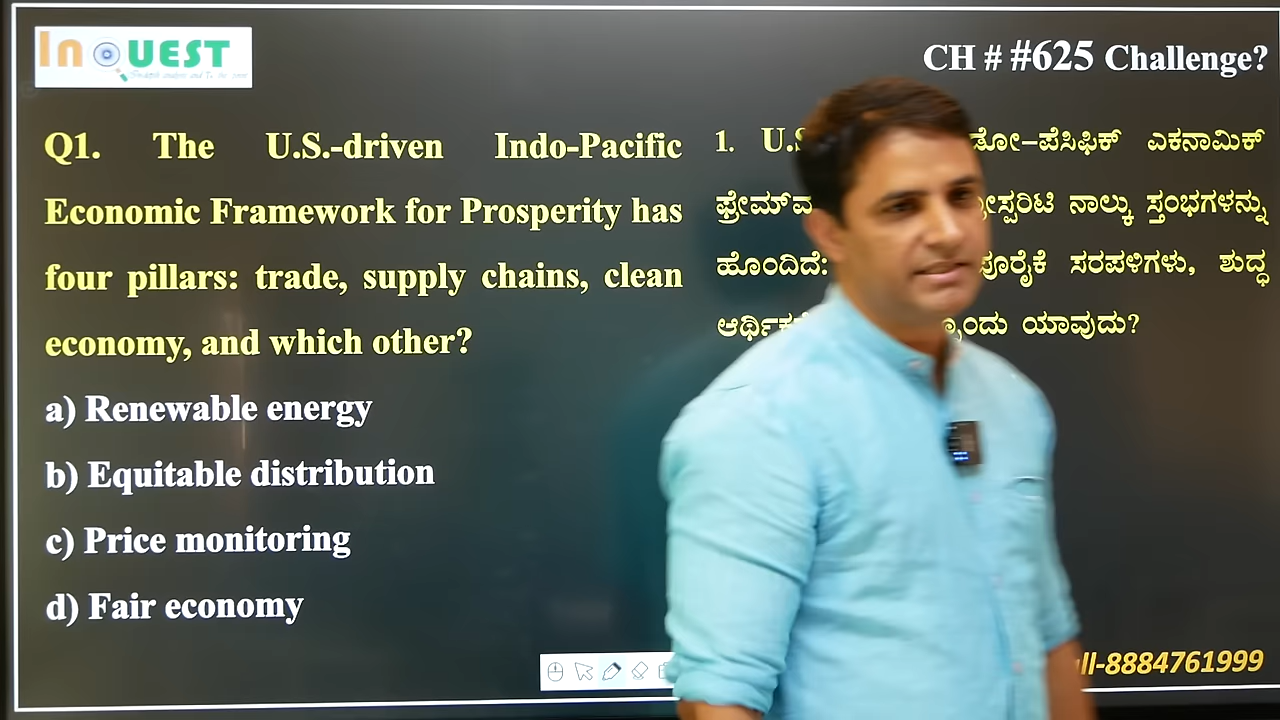 InQUEST
CH # #625 Challenge?
Q1. The U.S.-driven Indo-Pacific
Economic Framework for Prosperity has
four pillars: trade, supply chains, clean
economy, and which other?
a) Renewable energy
b) Equitable distribution
c) Price monitoring
d) Fair economy
1. ಎಕನಾಮಿಕ್
ನಾಲ್ಕು ಸ್ತಂಭಗಳನ್ನು
ಹೊಂದಿದೆ: ಸರಪಳಿಗಳು, ಶುದ್ಧ
ಯಾವುದು?
8884761999